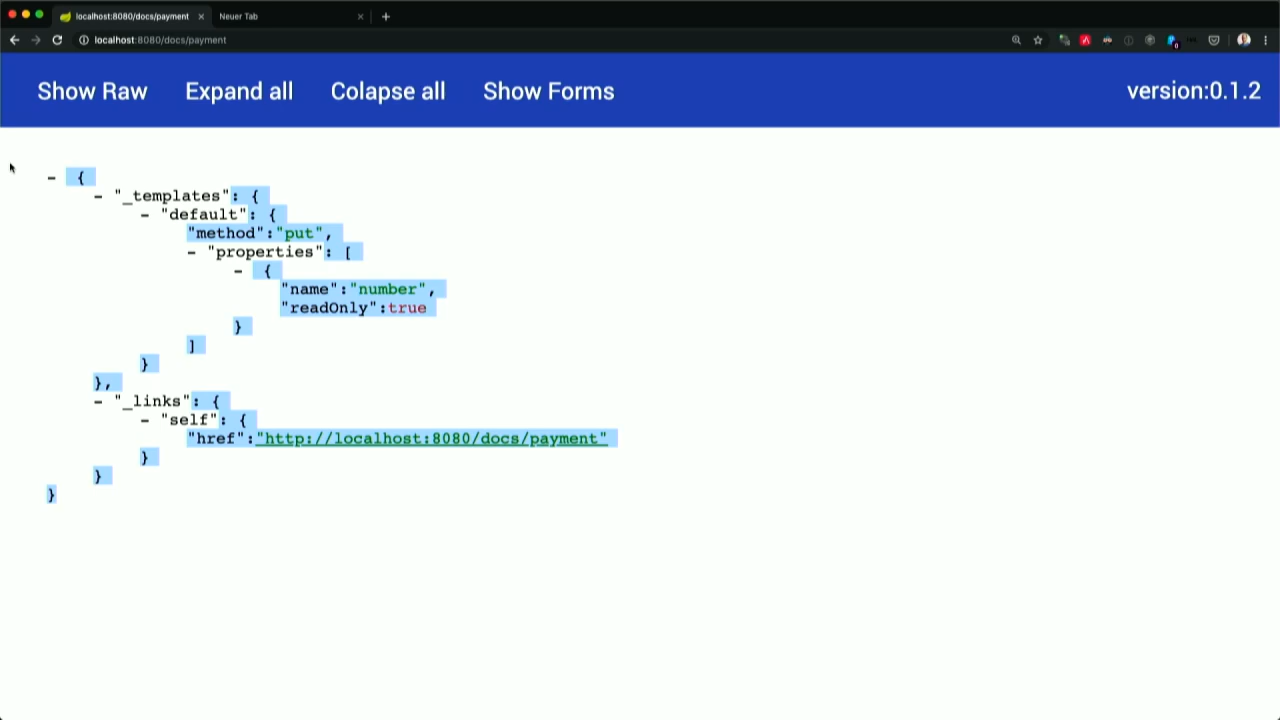 localhost:8080/docs/payment
Neuer Tab
localhost:8080/docs/payment
0
Show Raw
Expand all
Colapse all
Show Forms
version:0.1.2
- {
- "_templates": {
- "default": {
"method":"put",
- "properties": [
- {
"name":"number",
"readOnly":true
}
]
}
},
- "_links": {
- "self": {
"href":"http://localhost:8080/docs/payment"
}
}
}